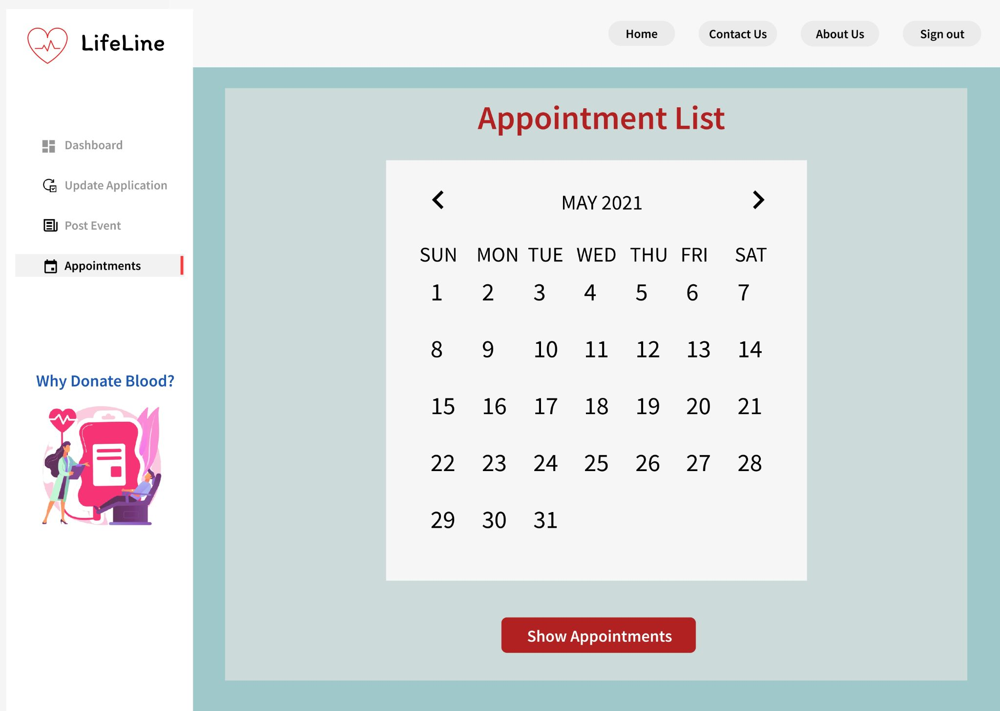 LifeLine
Home Contact Us About Us Sign out
Dashboard
Update Application
Post Event
Appointments
Why Donate Blood?
Appointment List
MAY 2021
SUN MON TUE WED THU FRI SAT
1 2 3 4 5 6 7
8 9 10 11 12 13 14
15 16 17 18 19 20 21
22 23 24 25 26 27 28
29 30 31
Show Appointments